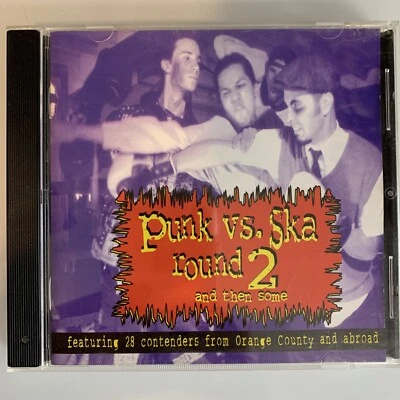 punk vs. Ska
round 2
and then some
featuring 28 contenders from Orange County and abroad